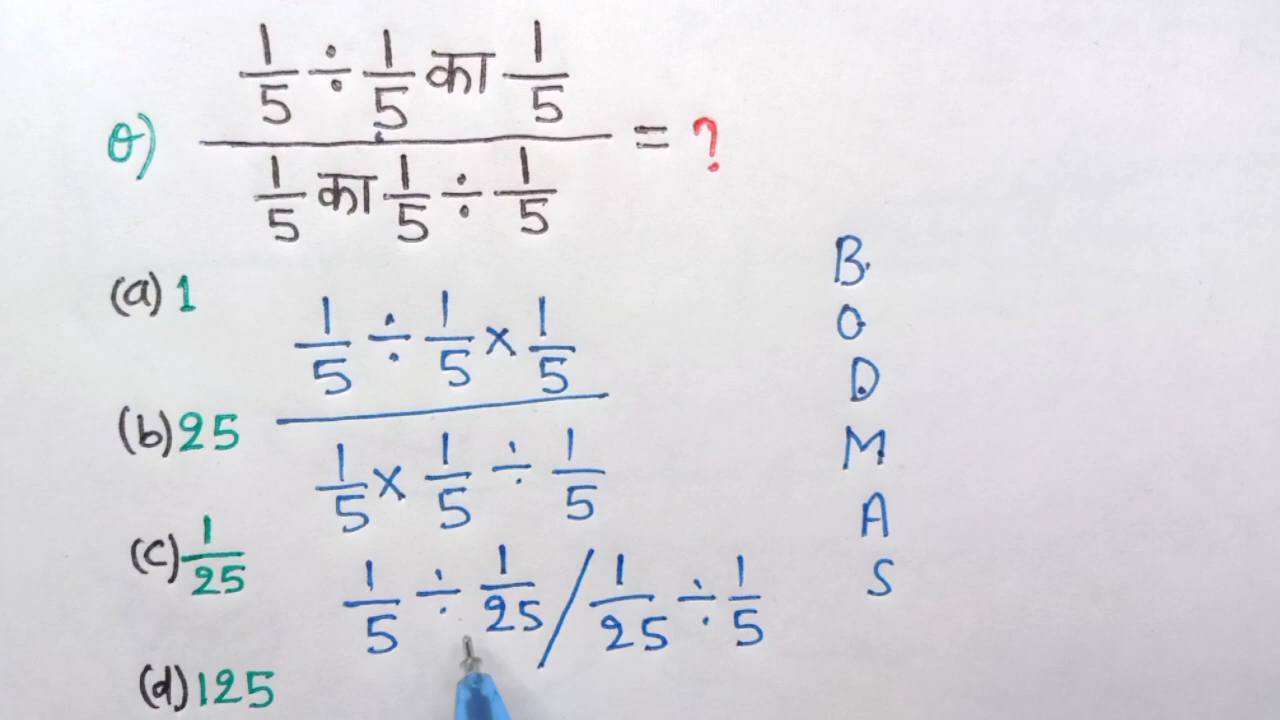 θ) (1/5 ÷ 1/5 का 1/5) / (1/5 का 1/5 ÷ 1/5) = ?
(a) 1
(b) 25
(c) 1/25
(d) 125
(1/5 ÷ 1/5 × 1/5) / (1/5 × 1/5 ÷ 1/5)
1/5 ÷ 1/25 / 1/25 ÷ 1/5
B
O
D
M
A
S